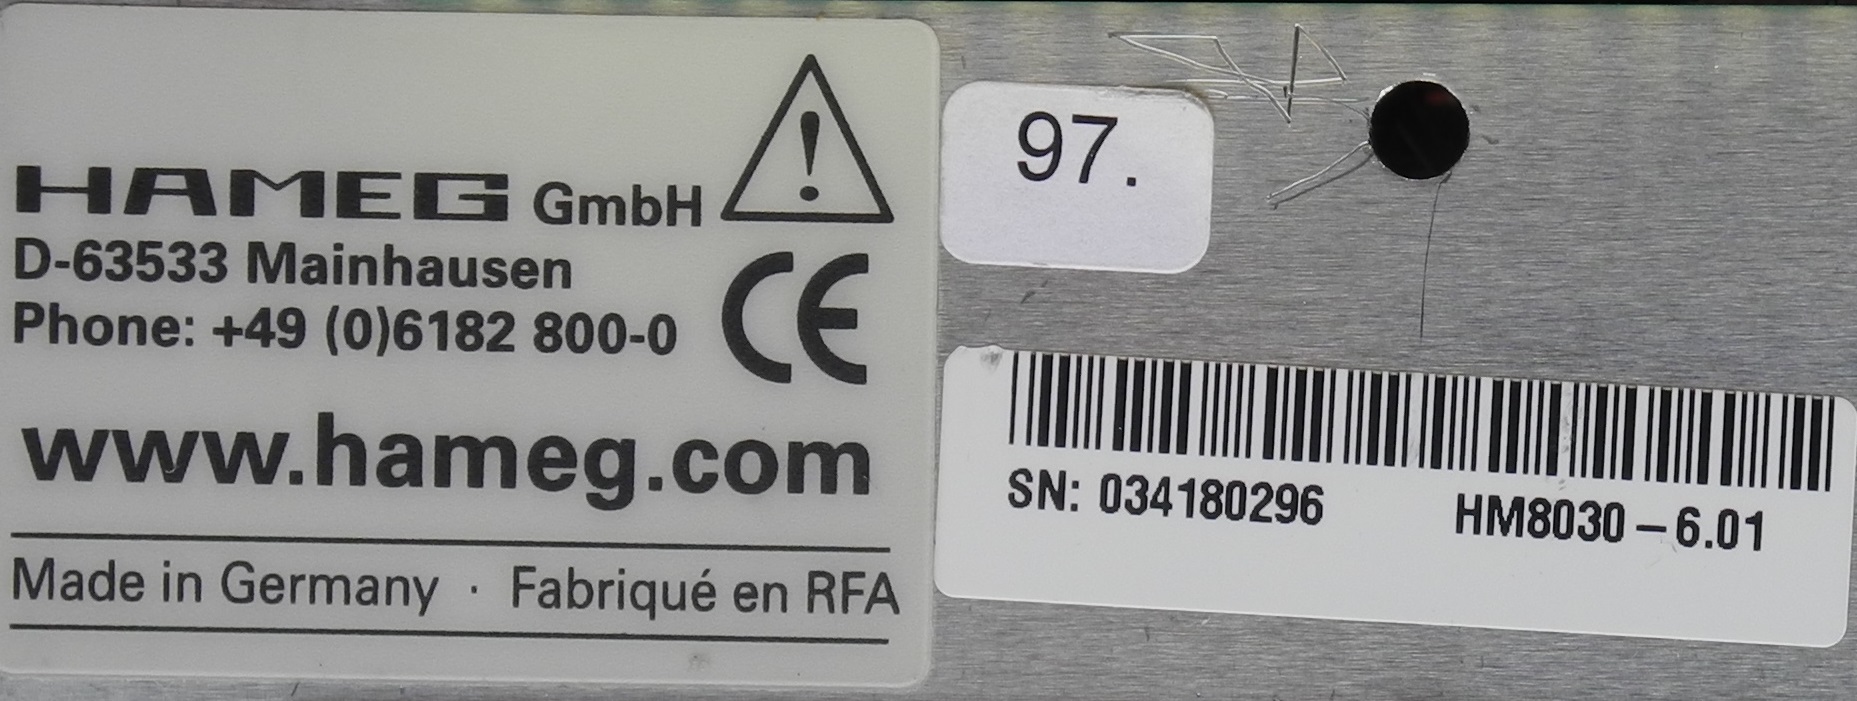 HAMEG GmbH
D-63533 Mainhausen
Phone: +49 (0)6182 800-0
www.hameg.com
Made in Germany · Fabriqué en RFA
CE
97.
SN: 034180296 HM8030-6.01